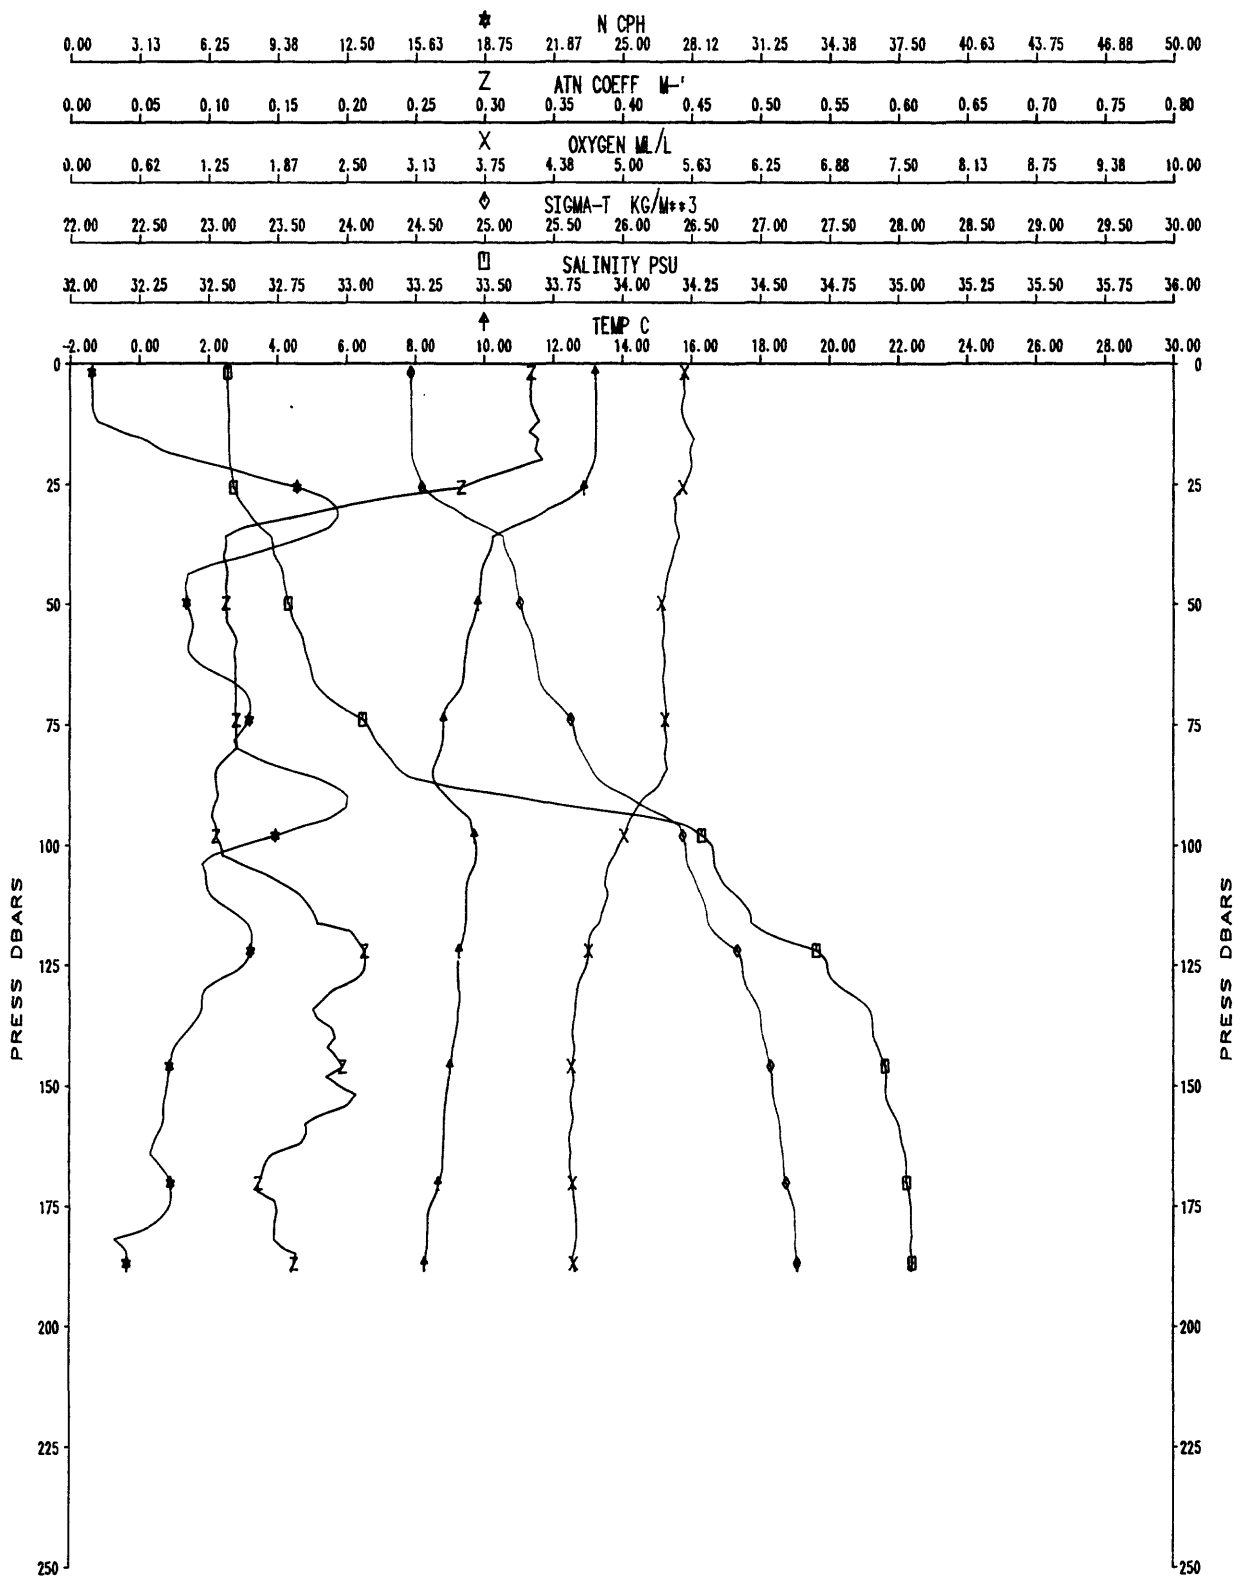 N CPH
0.00 3.13 6.25 9.38 12.50 15.63 18.75 21.87 25.00 28.12 31.25 34.38 37.50 40.63 43.75 46.88 50.00
Z ATN COEFF M-'
0.00 0.05 0.10 0.15 0.20 0.25 0.30 0.35 0.40 0.45 0.50 0.55 0.60 0.65 0.70 0.75 0.80
X OXYGEN ML/L
0.00 0.62 1.25 1.87 2.50 3.13 3.75 4.38 5.00 5.63 6.25 6.88 7.50 8.13 8.75 9.38 10.00
SIGMA-T KG/M**3
22.00 22.50 23.00 23.50 24.00 24.50 25.00 25.50 26.00 26.50 27.00 27.50 28.00 28.50 29.00 29.50 30.00
SALINITY PSU
32.00 32.25 32.50 32.75 33.00 33.25 33.50 33.75 34.00 34.25 34.50 34.75 35.00 35.25 35.50 35.75 36.00
TEMP C
-2.00 0.00 2.00 4.00 6.00 8.00 10.00 12.00 14.00 16.00 18.00 20.00 22.00 24.00 26.00 28.00 30.00
0 0
25 25
50 50
75 75
100 100
PRESS DBARS PRESS DBARS
125 125
150 150
175 175
200 200
225 225
250 250